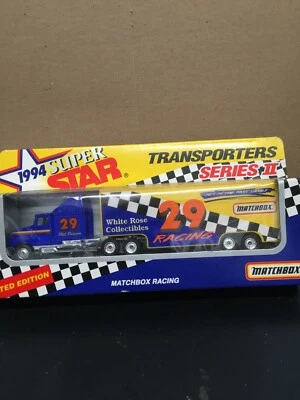 1994 SUPER
STAR
TRANSPORTERS
SERIES II
29
White Rose
Collectibles
29
RACING
MATCHBOX
TED EDITION
MATCHBOX RACING
MATCHBOX